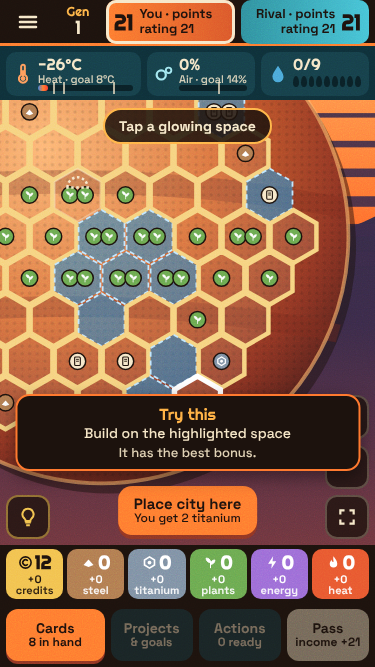 Gen
1
21
You · points
rating 21
Rival · points
rating 21
21
-26°C
Heat · goal 8°C
0%
Air · goal 14%
0/9
Tap a glowing space
Try this
Build on the highlighted space
It has the best bonus.
Place city here
You get 2 titanium
© 12
+0
credits
0
+0
steel
0
+0
titanium
0
+0
plants
0
+0
energy
0
+0
heat
Cards
8 in hand
Projects
& goals
Actions
0 ready
Pass
income +21